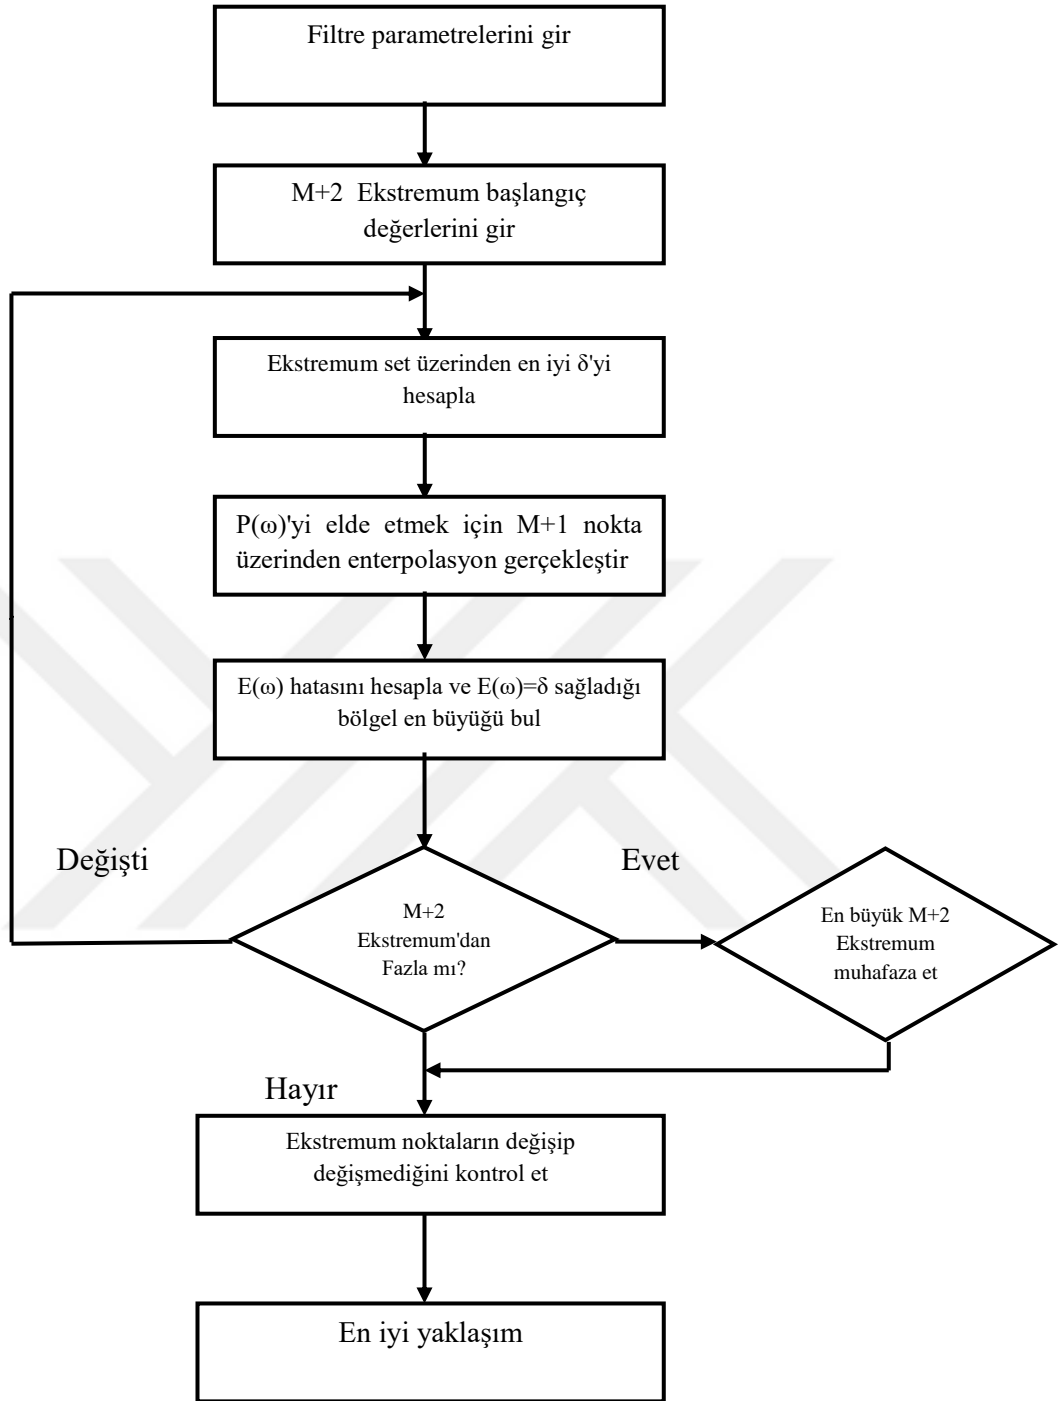 Filtre parametrelerini gir
M+2 Ekstremum başlangıç
değerlerini gir
Ekstremum set üzerinden en iyi δ'yi
hesapla
P(ω)'yi elde etmek için M+1 nokta
üzerinden enterpolasyon gerçekleştir
E(ω) hatasını hesapla ve E(ω)=δ sağladığı
bölgel en büyüğü bul
Değişti
Evet
M+2
Ekstremum'dan
Fazla mı?
En büyük M+2
Ekstremum
muhafaza et
Hayır
Ekstremum noktaların değişip
değişmediğini kontrol et
En iyi yaklaşım